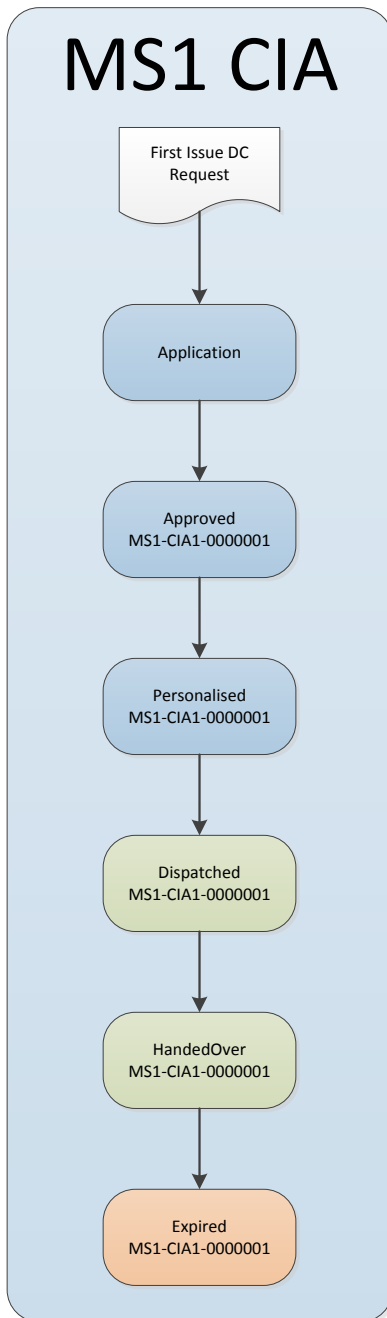 MS1 CIA
First Issue DC
Request
Application
Approved
MS1-CIA1-0000001
Personalised
MS1-CIA1-0000001
Dispatched
MS1-CIA1-0000001
HandedOver
MS1-CIA1-0000001
Expired
MS1-CIA1-0000001